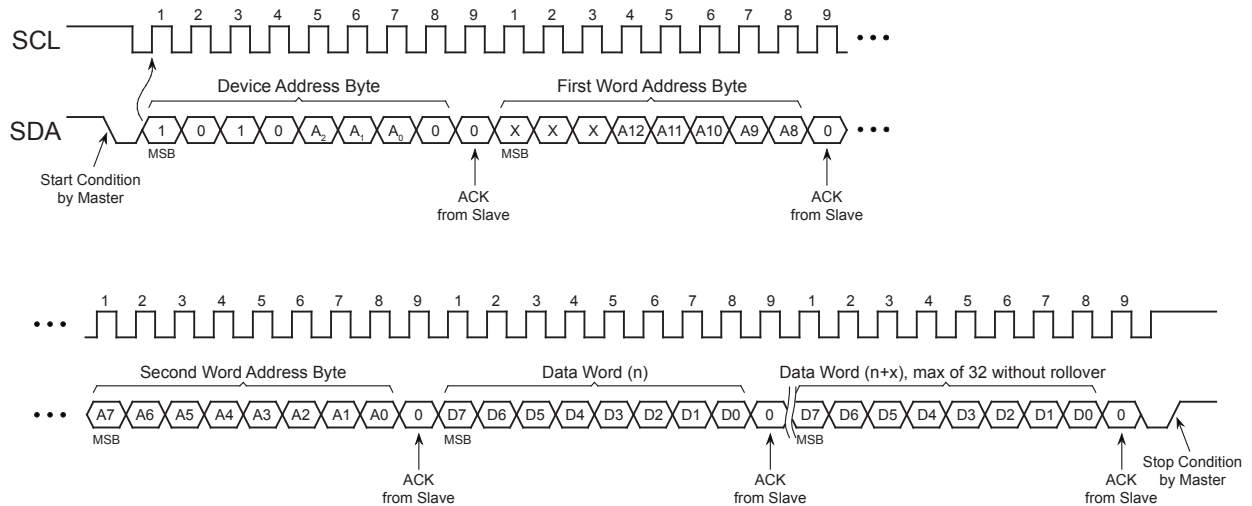 1 2 3 4 5 6 7 8 9 1 2 3 4 5 6 7 8 9
SCL
Device Address Byte First Word Address Byte
SDA 1 0 1 0 A2 A1 A0 0 0 X X X A12 A11 A10 A9 A8 0
MSB MSB
Start Condition
by Master
ACK
from Slave
ACK
from Slave
1 2 3 4 5 6 7 8 9 1 2 3 4 5 6 7 8 9 1 2 3 4 5 6 7 8 9
Second Word Address Byte Data Word (n) Data Word (n+x), max of 32 without rollover
A7 A6 A5 A4 A3 A2 A1 A0 0 D7 D6 D5 D4 D3 D2 D1 D0 0 D7 D6 D5 D4 D3 D2 D1 D0 0
MSB MSB MSB
ACK
from Slave
ACK
from Slave
ACK
from Slave
Stop Condition
by Master